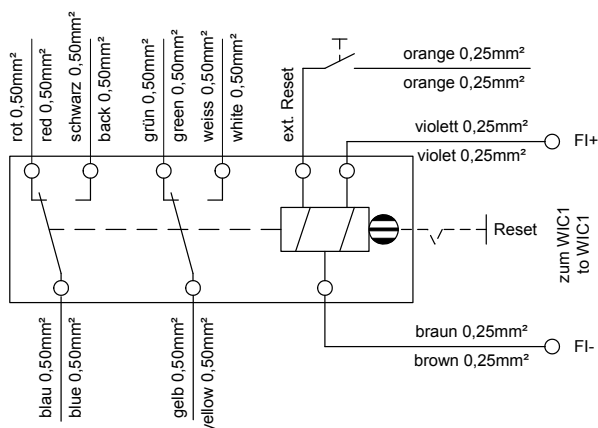 rot 0,50mm²
red 0,50mm²
schwarz 0,50mm²
back 0,50mm²
grün 0,50mm²
green 0,50mm²
weiss 0,50mm²
white 0,50mm²
ext. Reset
orange 0,25mm²
orange 0,25mm²
violett 0,25mm²
violet 0,25mm²
FI+
Reset
zum WIC1
to WIC1
blau 0,50mm²
blue 0,50mm²
gelb 0,50mm²
yellow 0,50mm²
braun 0,25mm²
brown 0,25mm²
FI-